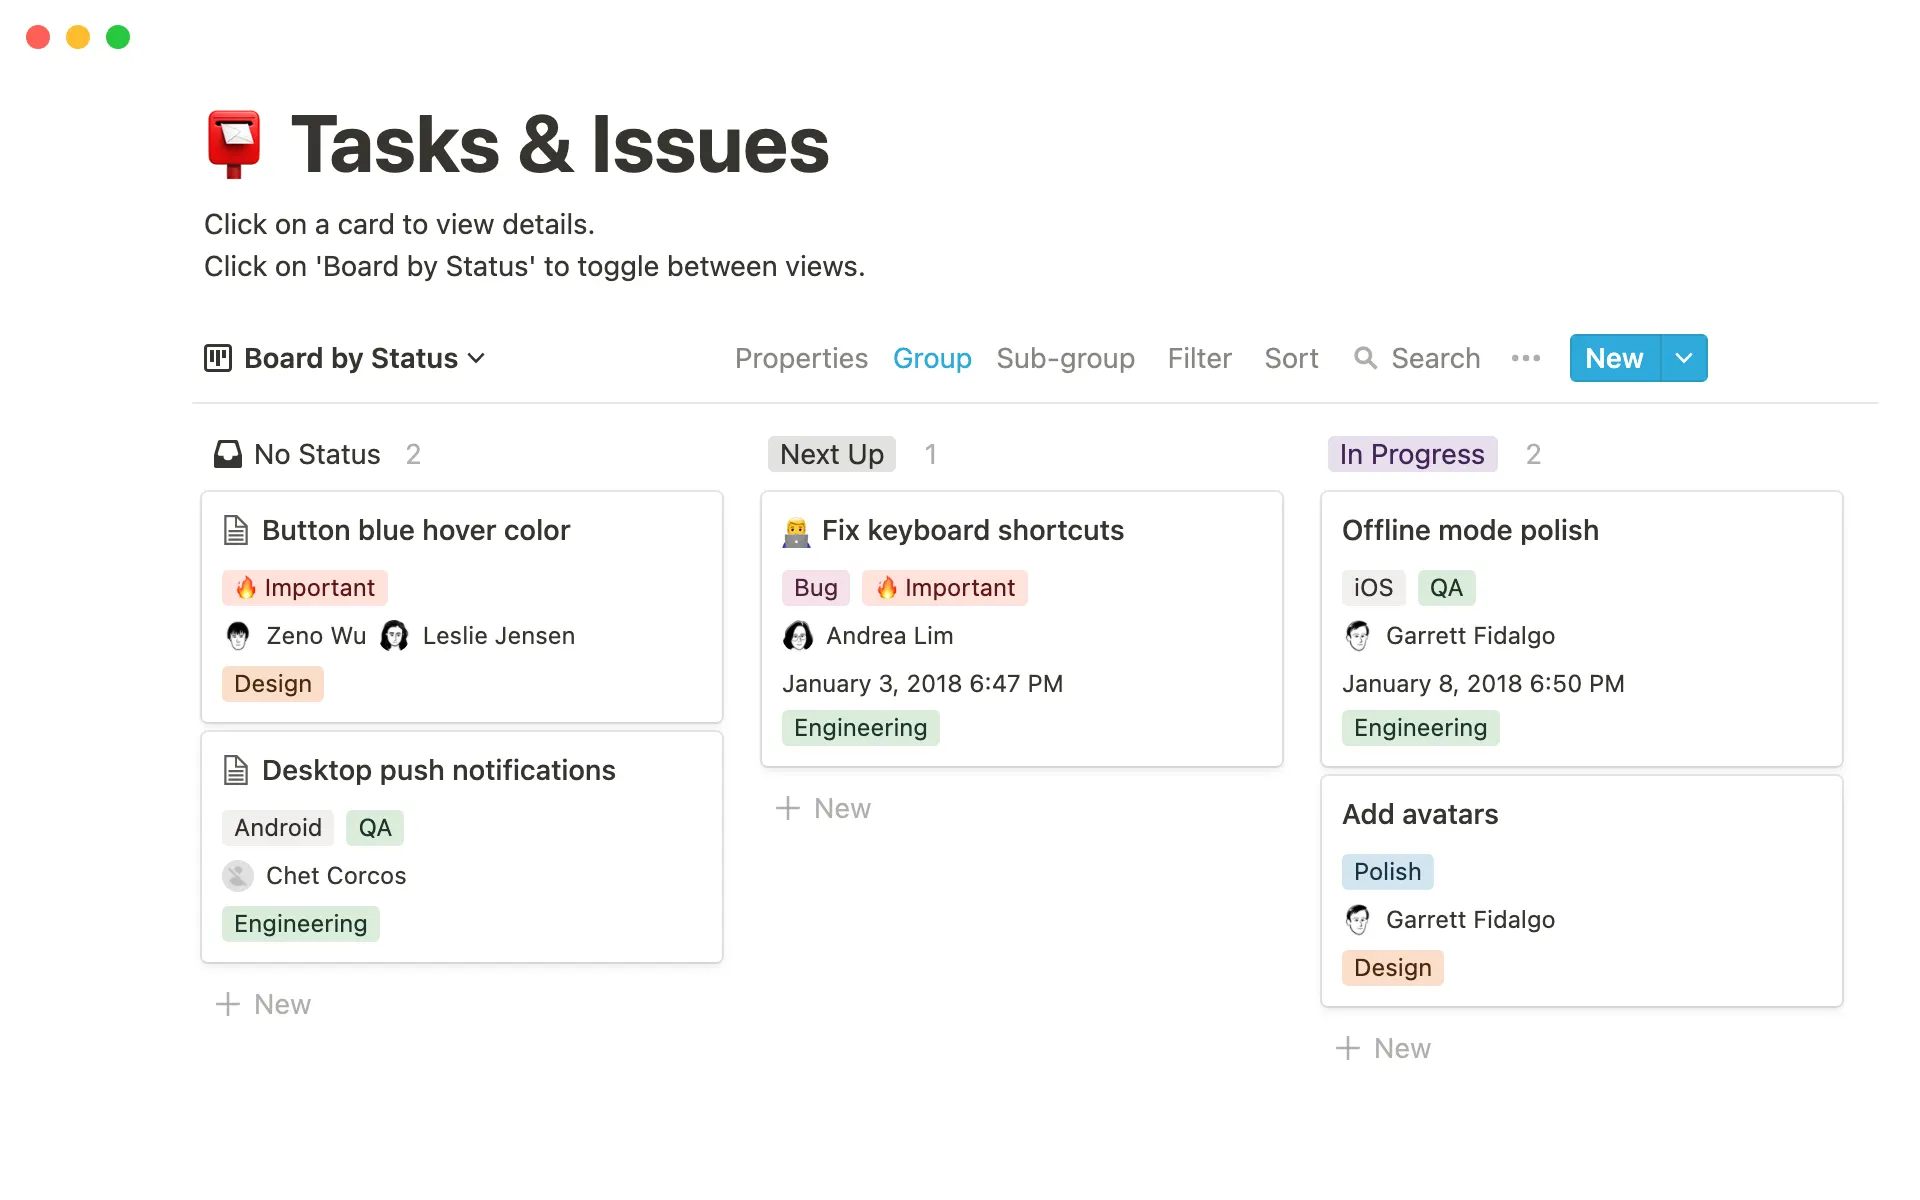 Tasks & Issues
Click on a card to view details.
Click on 'Board by Status' to toggle between views.
Board by Status Properties Group Sub-group Filter Sort Search New
No Status 2
Button blue hover color
🔥 Important
Zeno Wu Leslie Jensen
Design
Desktop push notifications
Android QA
Chet Corcos
Engineering
+ New
Next Up 1
Fix keyboard shortcuts
Bug 🔥 Important
Andrea Lim
January 3, 2018 6:47 PM
Engineering
+ New
In Progress 2
Offline mode polish
iOS QA
Garrett Fidalgo
January 8, 2018 6:50 PM
Engineering
Add avatars
Polish
Garrett Fidalgo
Design
+ New